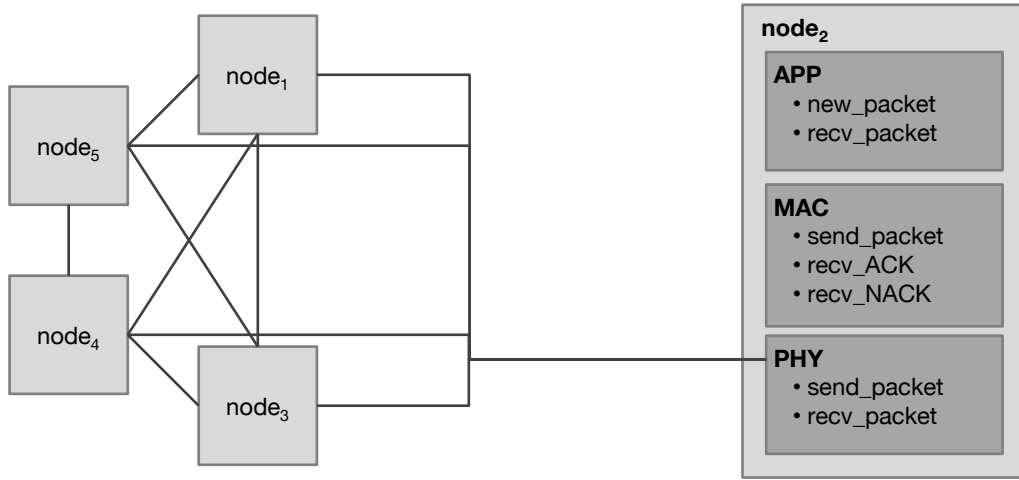 node₁
node₅
node₄
node₃
node₂
APP
• new_packet
• recv_packet
MAC
• send_packet
• recv_ACK
• recv_NACK
PHY
• send_packet
• recv_packet